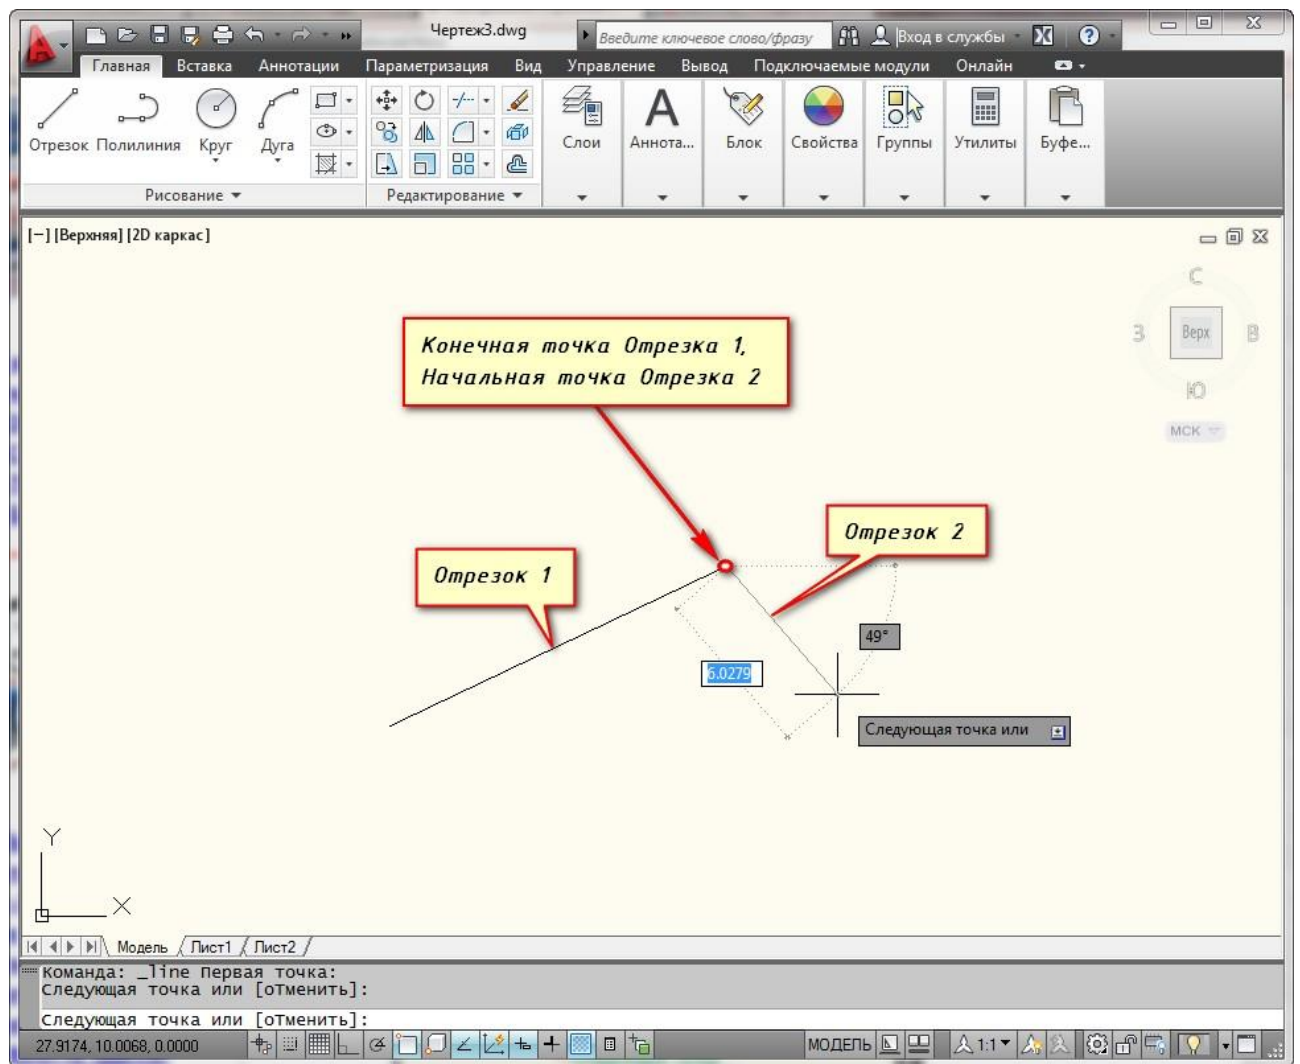 Чертеж3.dwg
Введите ключевое слово/фразу
Вход в службы
Главная Вставка Аннотации Параметризация Вид Управление Вывод Подключаемые модули Онлайн
Отрезок Полилиния Круг Дуга
Слои Аннота... Блок Свойства Группы Утилиты Буфе...
Рисование Редактирование
[−] [Верхняя] [2D каркас]
С
З Верх В
Ю
МСК
Конечная точка Отрезка 1,
Начальная точка Отрезка 2
Отрезок 2
Отрезок 1
49°
6.0279
Следующая точка или
Y
X
Модель Лист1 Лист2
Команда: _line Первая точка:
Следующая точка или [оТменить]:
Следующая точка или [оТменить]:
27.9174, 10.0068, 0.0000 МОДЕЛЬ 1:1